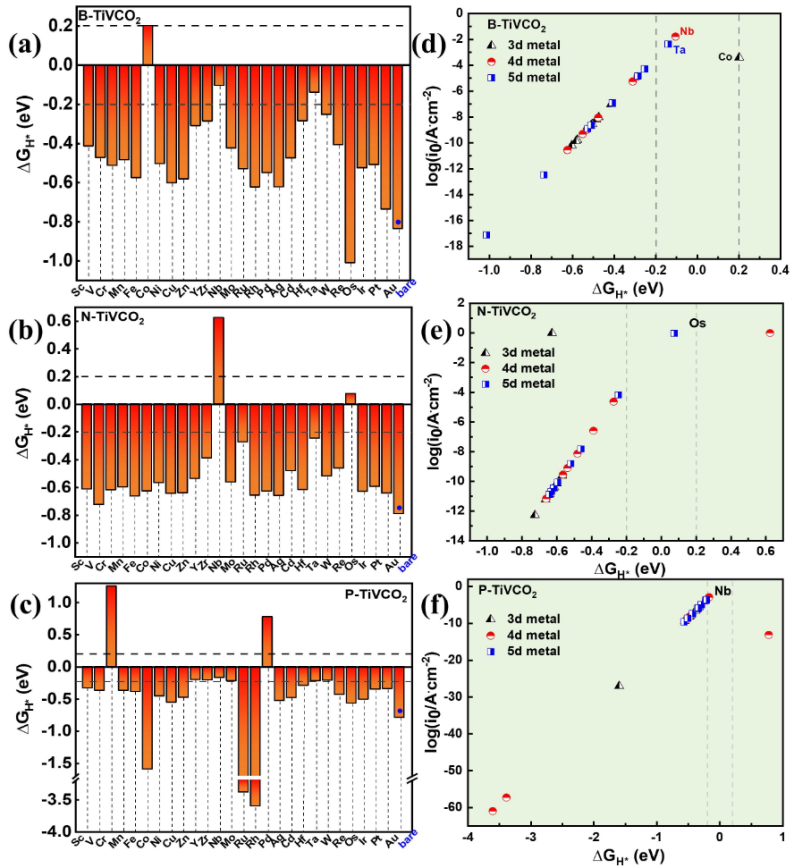 (a)
B-TiVCO₂
ΔG_H* (eV)
0.2
0.0
-0.2
-0.4
-0.6
-0.8
-1.0
Sc V Cr Mn Fe Co Ni Cu Zn Y Zr Nb Mo Ru Rh Pd Ag Cd Hf Ta W Re Os Ir Pt Au bare
(d)
B-TiVCO₂
3d metal
4d metal
5d metal
Nb
Ta
Co
log(i₀/A·cm⁻²)
0
-2
-4
-6
-8
-10
-12
-14
-16
-18
-1.0 -0.8 -0.6 -0.4 -0.2 0.0 0.2 0.4
ΔG_H* (eV)
(b)
N-TiVCO₂
ΔG_H* (eV)
0.6
0.4
0.2
0.0
-0.2
-0.4
-0.6
-0.8
-1.0
Sc V Cr Mn Fe Co Ni Cu Zn Y Zr Nb Mo Ru Rh Pd Ag Cd Hf Ta W Re Os Ir Pt Au bare
(e)
N-TiVCO₂
3d metal
4d metal
5d metal
Os
log(i₀/A·cm⁻²)
2
0
-2
-4
-6
-8
-10
-12
-14
-1.0 -0.8 -0.6 -0.4 -0.2 0.0 0.2 0.4 0.6
ΔG_H* (eV)
(c)
P-TiVCO₂
ΔG_H* (eV)
1.0
0.5
0.0
-0.5
-1.0
-1.5
-3.5
-4.0
Sc V Cr Mn Fe Co Ni Cu Zn Y Zr Nb Mo Ru Rh Pd Ag Cd Hf Ta W Re Os Ir Pt Au bare
(f)
P-TiVCO₂
3d metal
4d metal
5d metal
Nb
log(i₀/A·cm⁻²)
0
-10
-20
-30
-40
-50
-60
-4 -3 -2 -1 0 1
ΔG_H* (eV)